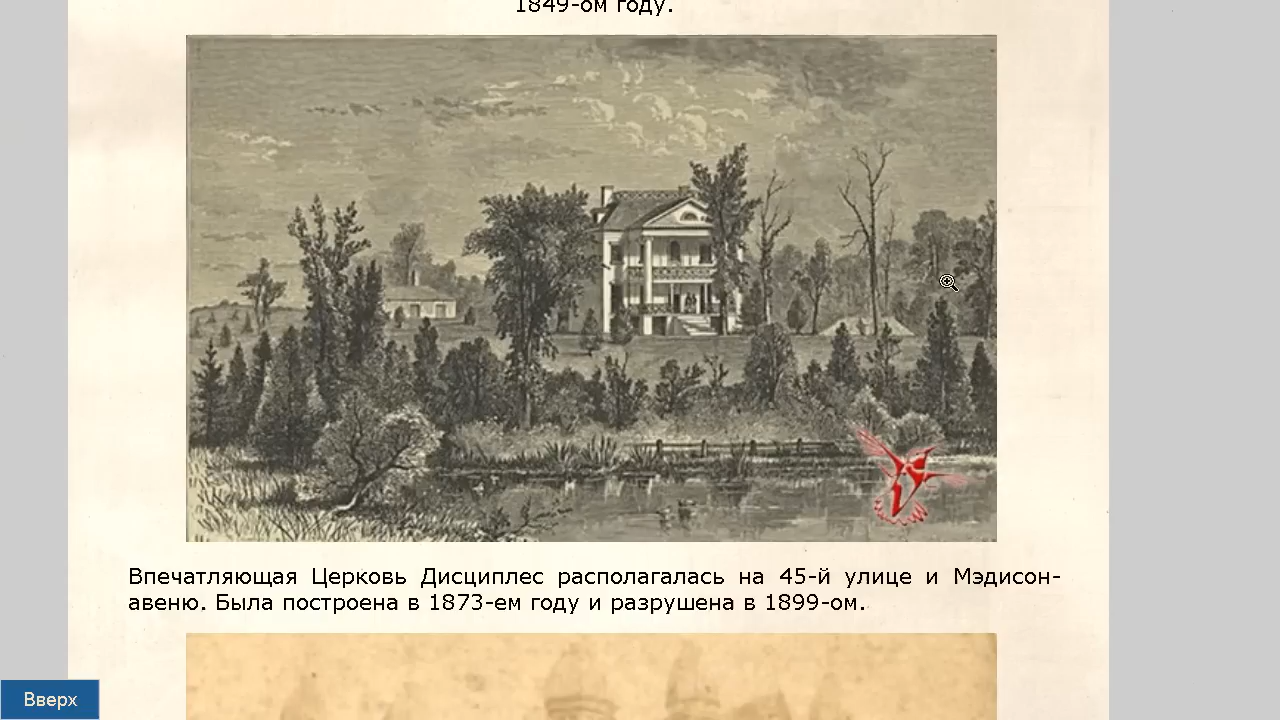 1849-ом году.
Впечатляющая Церковь Дисциплес располагалась на 45-й улице и Мэдисон-
авеню. Была построена в 1873-ем году и разрушена в 1899-ом.
Вверх